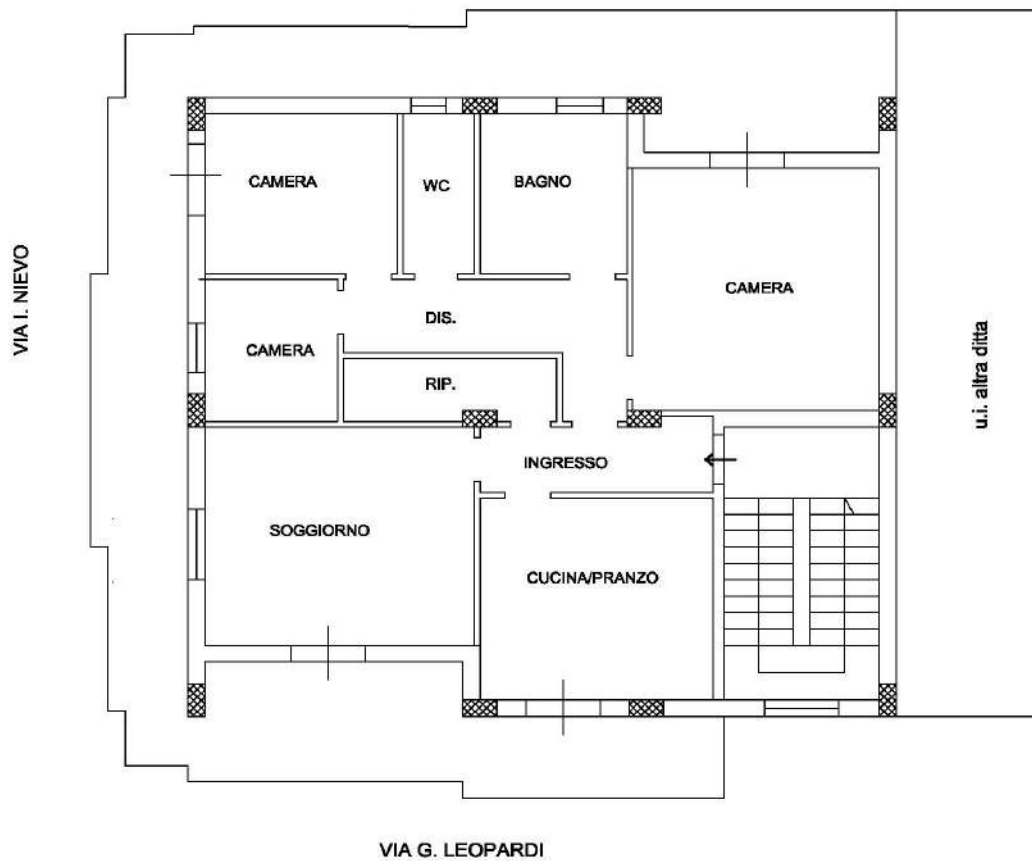 CAMERA
WC
BAGNO
CAMERA
VIA I. NIEVO
DIS.
CAMERA
RIP.
u.i. altra ditta
INGRESSO
SOGGIORNO
CUCINA/PRANZO
VIA G. LEOPARDI